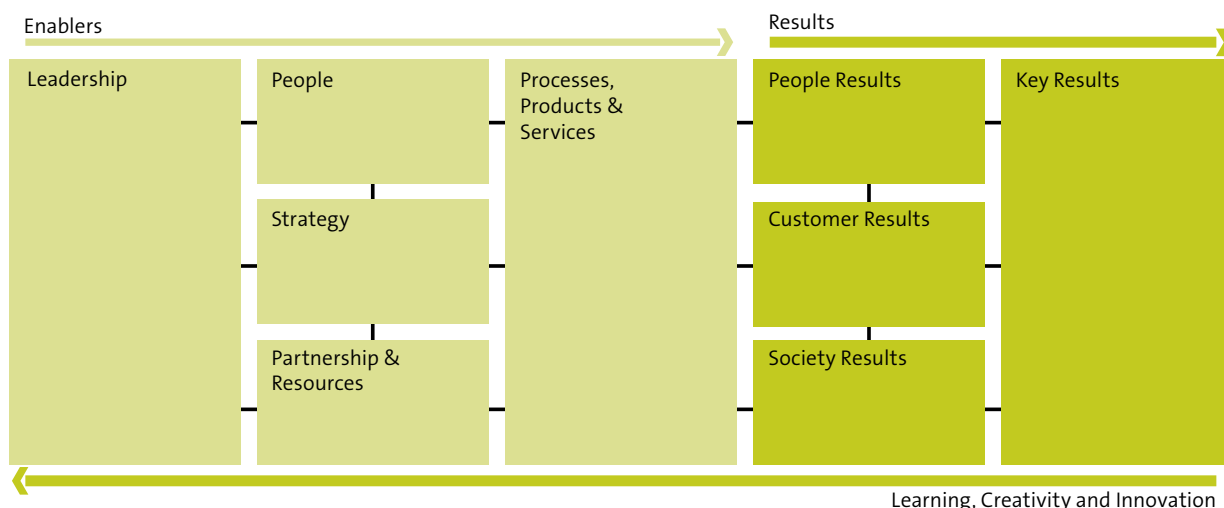 Enablers
Results
Leadership
People
Processes,
Products &
Services
People Results
Key Results
Strategy
Customer Results
Partnership &
Resources
Society Results
Learning, Creativity and Innovation